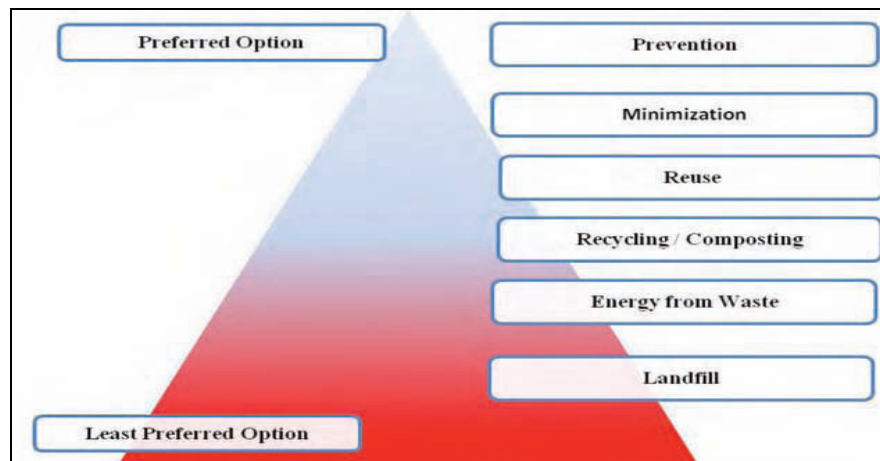 Preferred Option
Prevention
Minimization
Reuse
Recycling / Composting
Energy from Waste
Landfill
Least Preferred Option